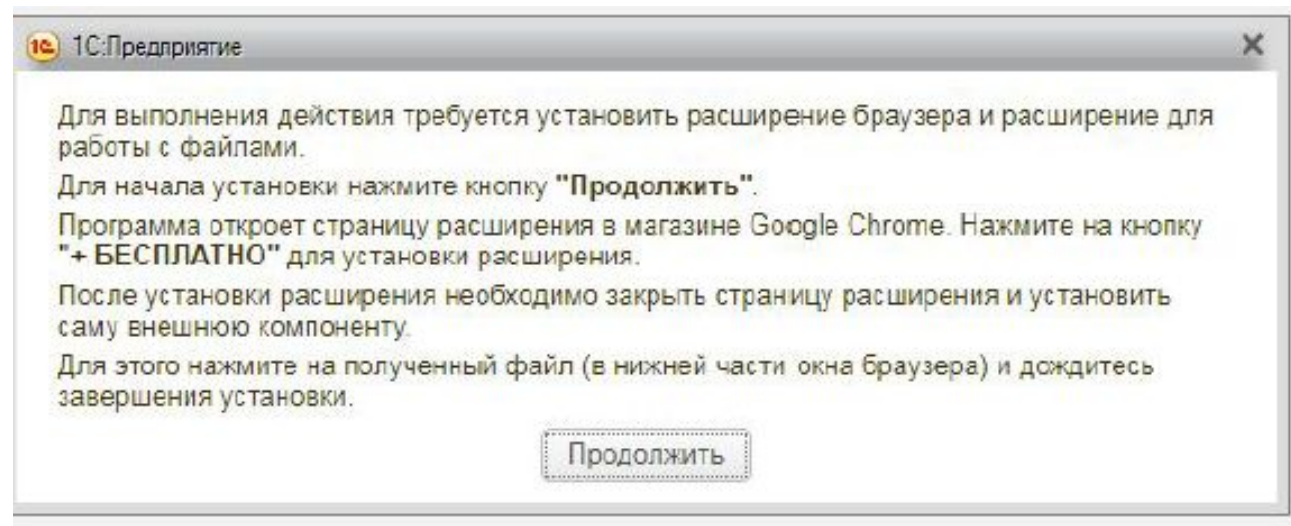 1С 1С:Предприятие
Для выполнения действия требуется установить расширение браузера и расширение для
работы с файлами.
Для начала установки нажмите кнопку "Продолжить".
Программа откроет страницу расширения в магазине Google Chrome. Нажмите на кнопку
"+ БЕСПЛАТНО" для установки расширения.
После установки расширения необходимо закрыть страницу расширения и установить
саму внешнюю компоненту.
Для этого нажмите на полученный файл (в нижней части окна браузера) и дождитесь
завершения установки.
Продолжить